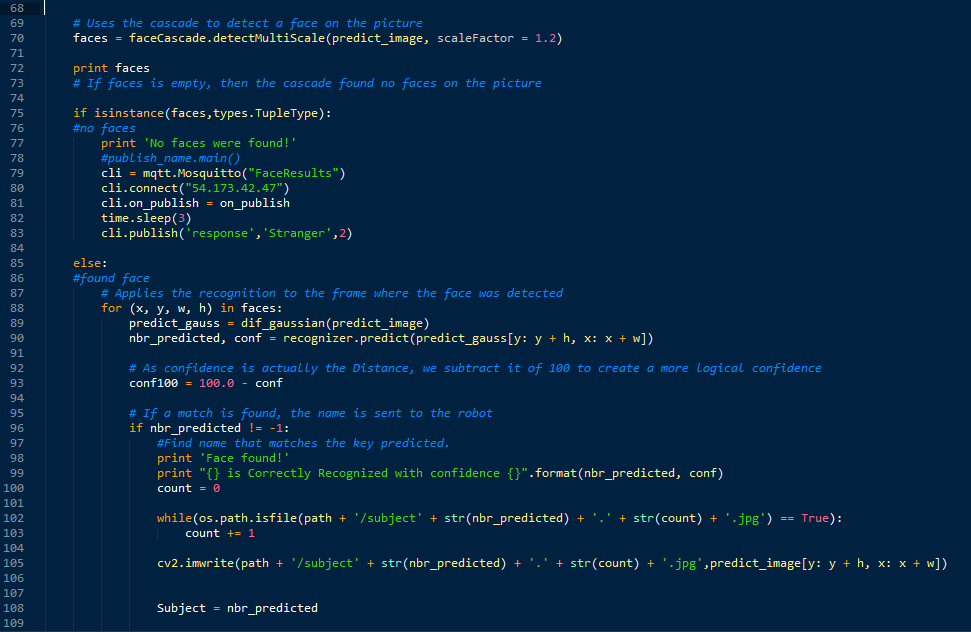 68
69 # Uses the cascade to detect a face on the picture
70 faces = faceCascade.detectMultiScale(predict_image, scaleFactor = 1.2)
71
72 print faces
73 # If faces is empty, then the cascade found no faces on the picture
74
75 if isinstance(faces,types.TupleType):
76 #no faces
77 print 'No faces were found!'
78 #publish_name.main()
79 cli = mqtt.Mosquitto("FaceResults")
80 cli.connect("54.173.42.47")
81 cli.on_publish = on_publish
82 time.sleep(3)
83 cli.publish('response','Stranger',2)
84
85 else:
86 #found face
87 # Applies the recognition to the frame where the face was detected
88 for (x, y, w, h) in faces:
89 predict_gauss = dif_gaussian(predict_image)
90 nbr_predicted, conf = recognizer.predict(predict_gauss[y: y + h, x: x + w])
91
92 # As confidence is actually the Distance, we subtract it of 100 to create a more logical confidence
93 conf100 = 100.0 - conf
94
95 # If a match is found, the name is sent to the robot
96 if nbr_predicted != -1:
97 #Find name that matches the key predicted.
98 print 'Face found!'
99 print "{} is Correctly Recognized with confidence {}".format(nbr_predicted, conf)
100 count = 0
101
102 while(os.path.isfile(path + '/subject' + str(nbr_predicted) + '.' + str(count) + '.jpg') == True):
103 count += 1
104
105 cv2.imwrite(path + '/subject' + str(nbr_predicted) + '.' + str(count) + '.jpg',predict_image[y: y + h, x: x + w])
106
107
108 Subject = nbr_predicted
109